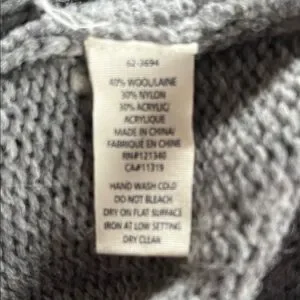 62-3694
40% WOOL/LAINE
30% NYLON
30% ACRYLIC/
ACRYLIQUE
MADE IN CHINA/
FABRIQUE EN CHINE
RN#121340
CA#11319
HAND WASH COLD
DO NOT BLEACH
DRY ON FLAT SURFACE
IRON AT LOW SETTING
DRY CLEAN